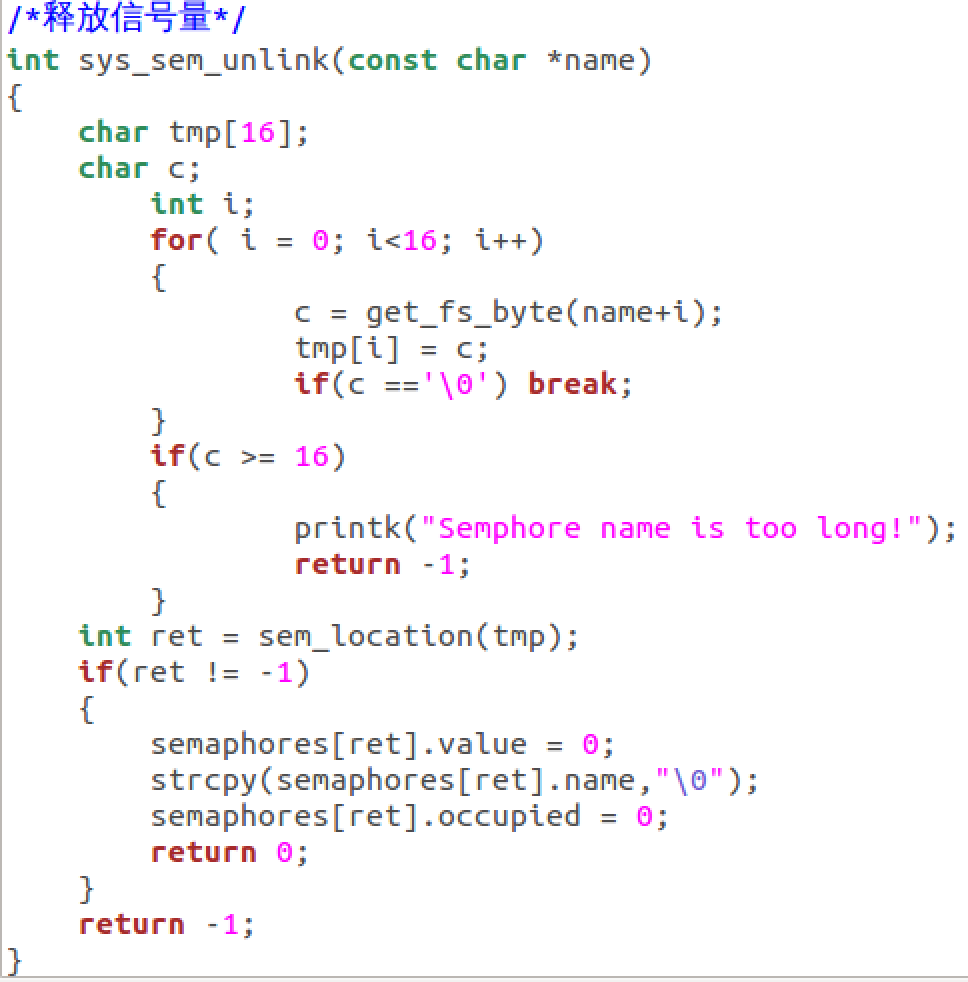 /*释放信号量*/
int sys_sem_unlink(const char *name)
{
    char tmp[16];
    char c;
        int i;
        for( i = 0; i<16; i++)
        {
                c = get_fs_byte(name+i);
                tmp[i] = c;
                if(c =='\0') break;
        }
        if(c >= 16)
        {
                printk("Semphore name is too long!");
                return -1;
        }
    int ret = sem_location(tmp);
    if(ret != -1)
    {
        semaphores[ret].value = 0;
        strcpy(semaphores[ret].name,"\0");
        semaphores[ret].occupied = 0;
        return 0;
    }
    return -1;
}